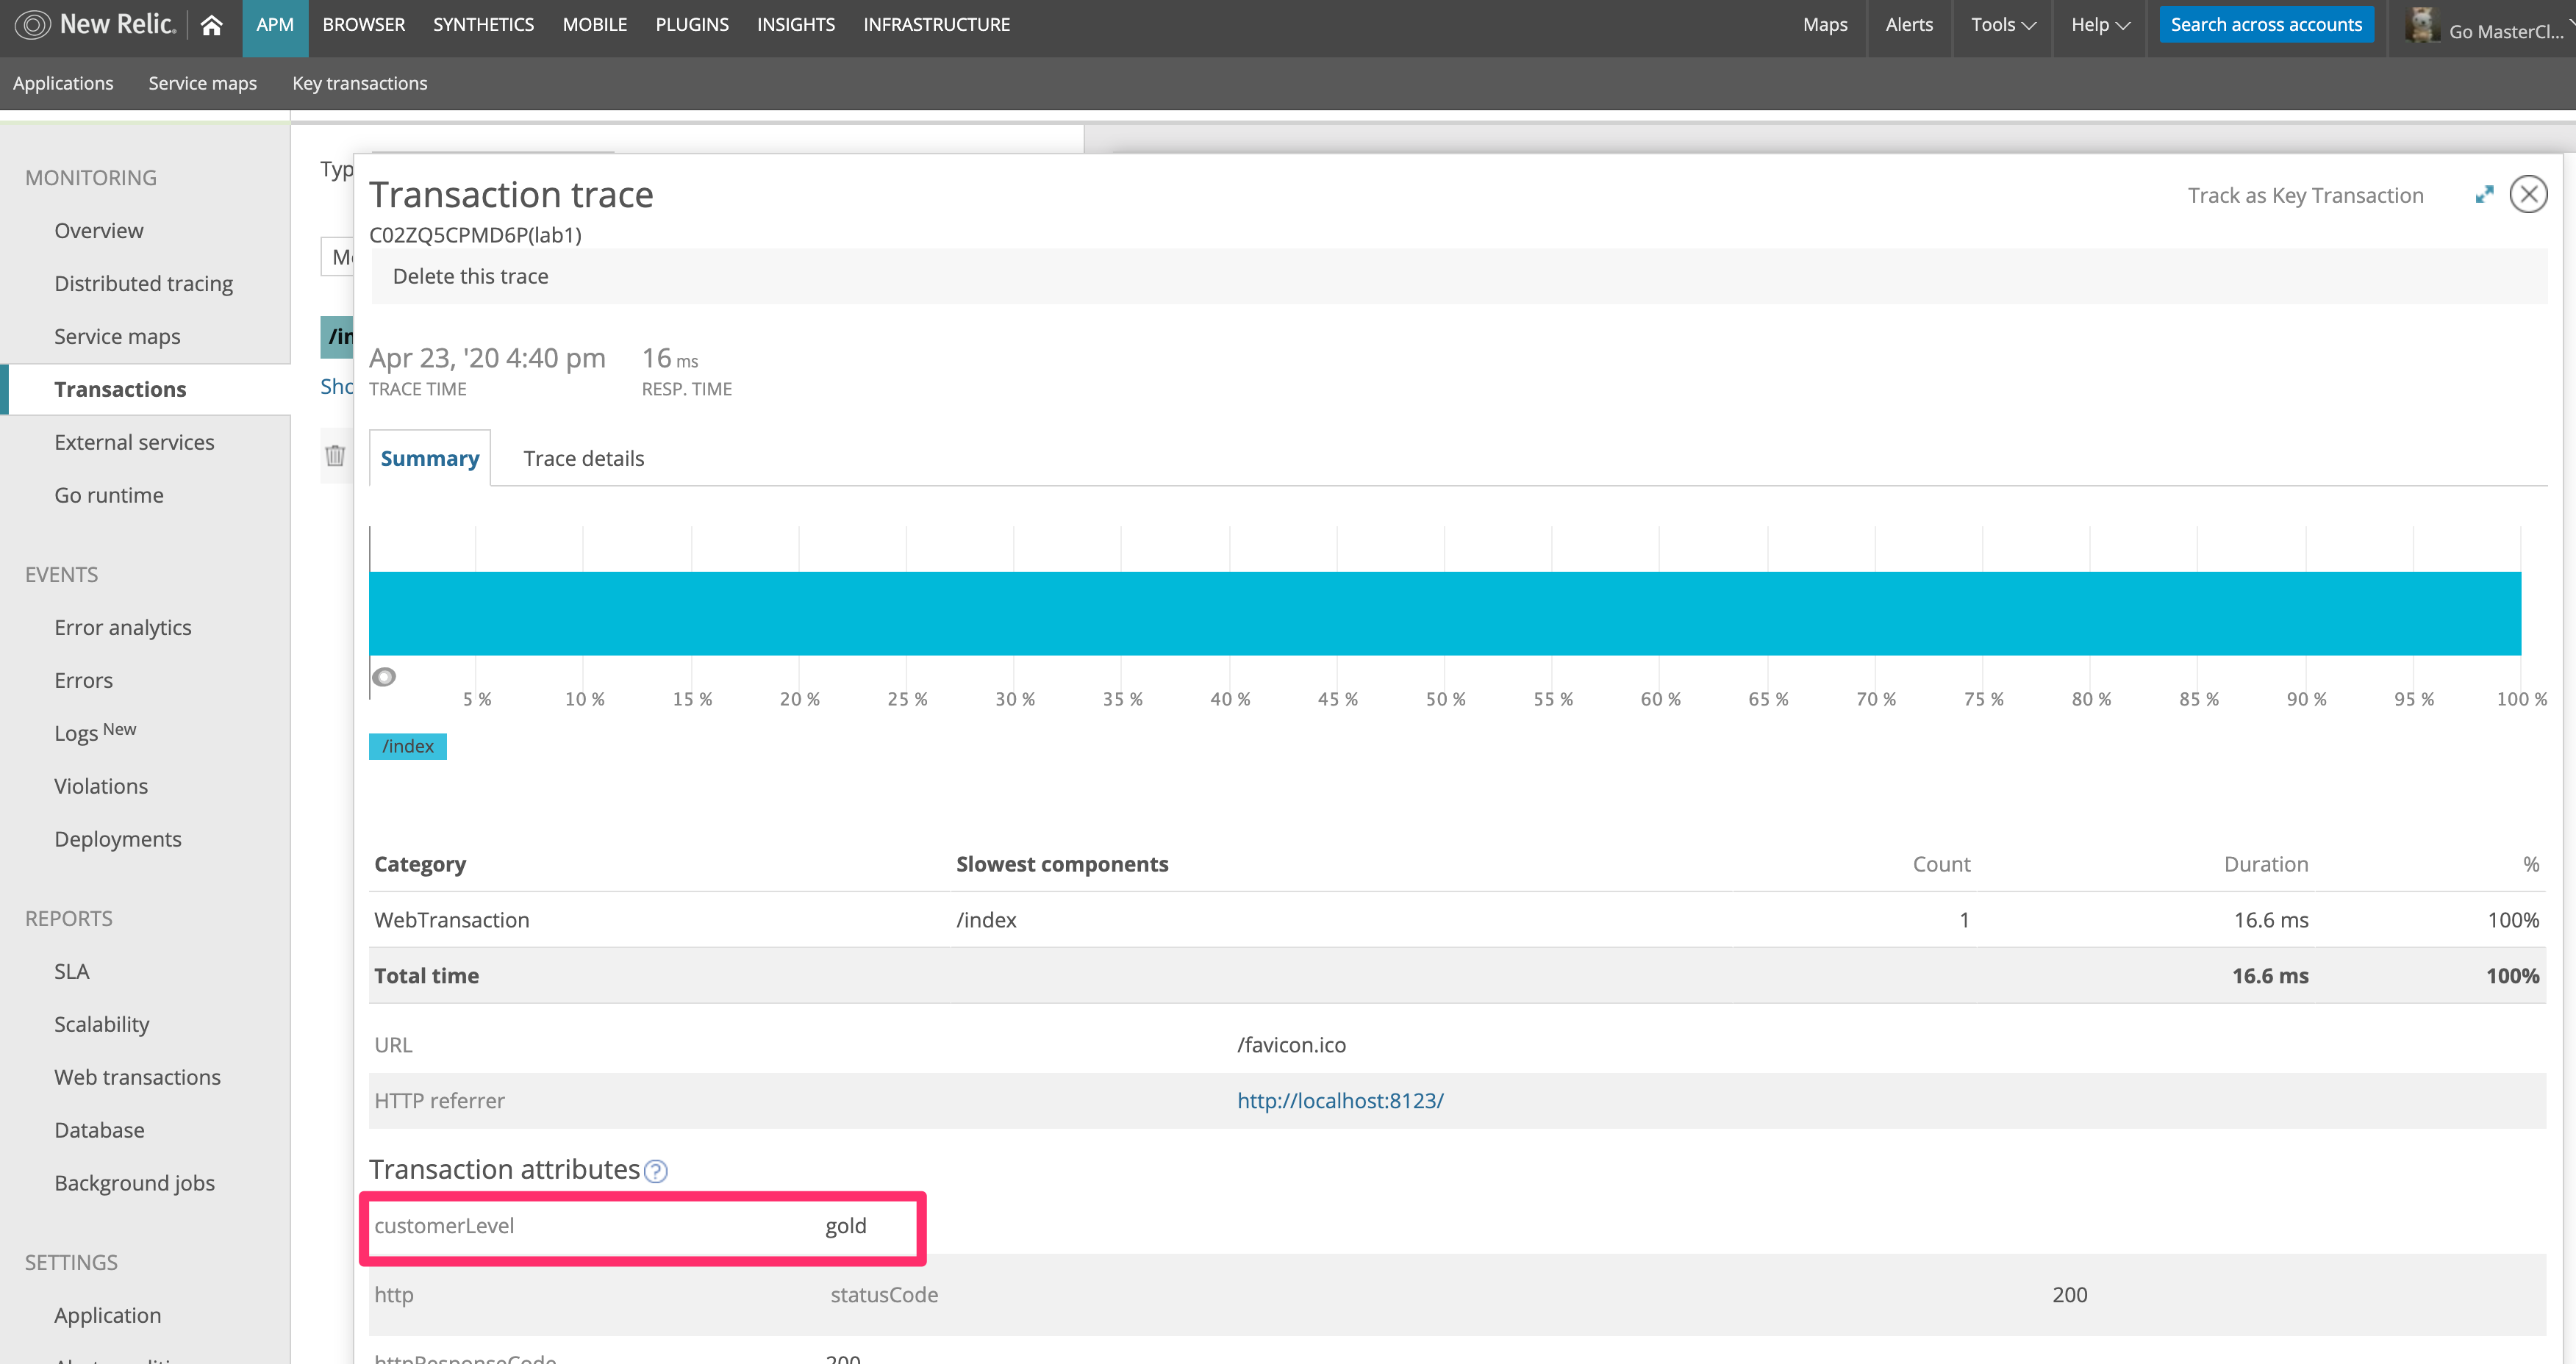 New Relic. APM BROWSER SYNTHETICS MOBILE PLUGINS INSIGHTS INFRASTRUCTURE Maps Alerts Tools Help Search across accounts Go MasterCl...
Applications Service maps Key transactions
MONITORING
Overview
Distributed tracing
Service maps
Transactions
External services
Go runtime
EVENTS
Error analytics
Errors
Logs New
Violations
Deployments
REPORTS
SLA
Scalability
Web transactions
Database
Background jobs
SETTINGS
Application
Typ
/in
Sho
Transaction trace
Track as Key Transaction
C02ZQ5CPMD6P(lab1)
Delete this trace
Apr 23, '20 4:40 pm 16 ms
TRACE TIME RESP. TIME
Summary Trace details
5 % 10 % 15 % 20 % 25 % 30 % 35 % 40 % 45 % 50 % 55 % 60 % 65 % 70 % 75 % 80 % 85 % 90 % 95 % 100 %
/index
Category Slowest components Count Duration %
WebTransaction /index 1 16.6 ms 100%
Total time 16.6 ms 100%
URL /favicon.ico
HTTP referrer http://localhost:8123/
Transaction attributes ?
customerLevel gold
http statusCode 200
httpResponseCode 200